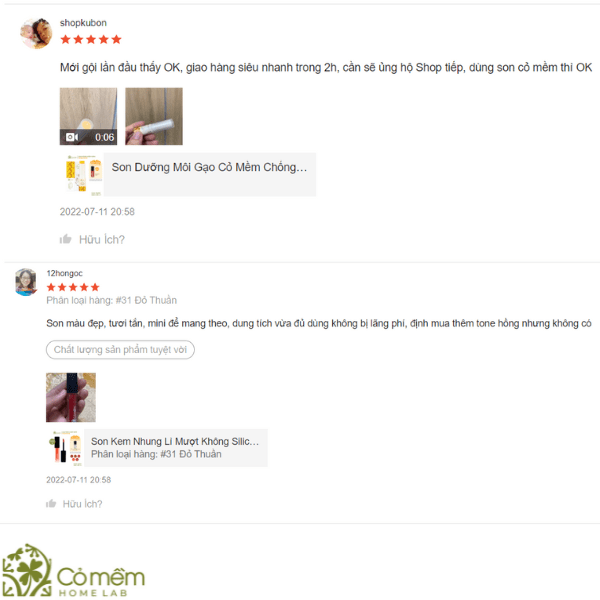 shopkubon
Mới gội lần đầu thấy OK, giao hàng siêu nhanh trong 2h, cần sẽ ủng hộ Shop tiếp, dùng son cỏ mềm thí OK
0:06
Son Dưỡng Môi Gạo Cỏ Mềm Chống…
2022-07-11 20:58
Hữu Ích?
12hongoc
Phân loại hàng: #31 Đỏ Thuần
Son màu đẹp, tươi tắn, mini để mang theo, dung tích vừa đủ dùng không bị lãng phí, định mua thêm tone hồng nhưng không có
Chất lượng sản phẩm tuyệt vời
Son Kem Nhung Lì Mượt Không Silic…
Phân loại hàng: #31 Đỏ Thuần
2022-07-11 20:58
Hữu Ích?
Cỏ mềm
HOME LAB